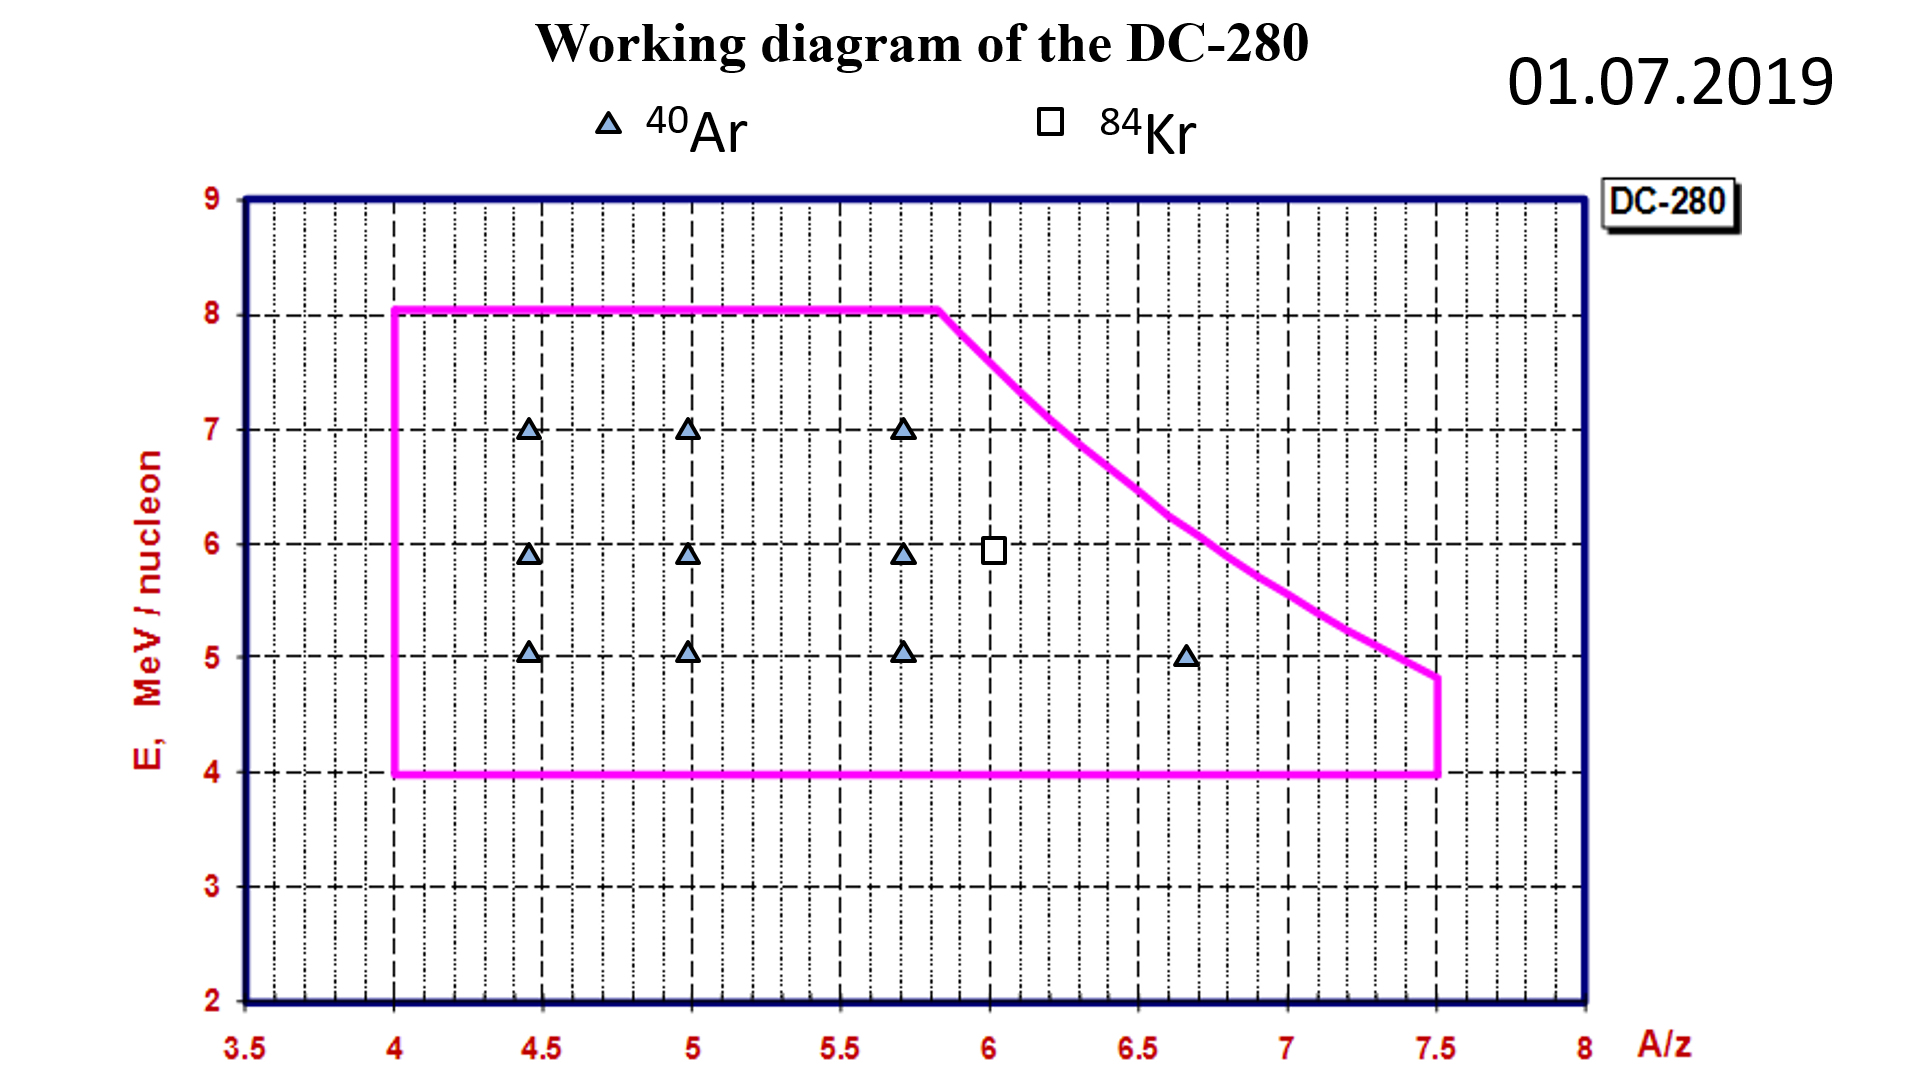 Working diagram of the DC-280
01.07.2019
40Ar
84Kr
DC-280
9
8
7
6
5
4
3
2
E, MeV / nucleon
3.5 4 4.5 5 5.5 6 6.5 7 7.5 8 A/z